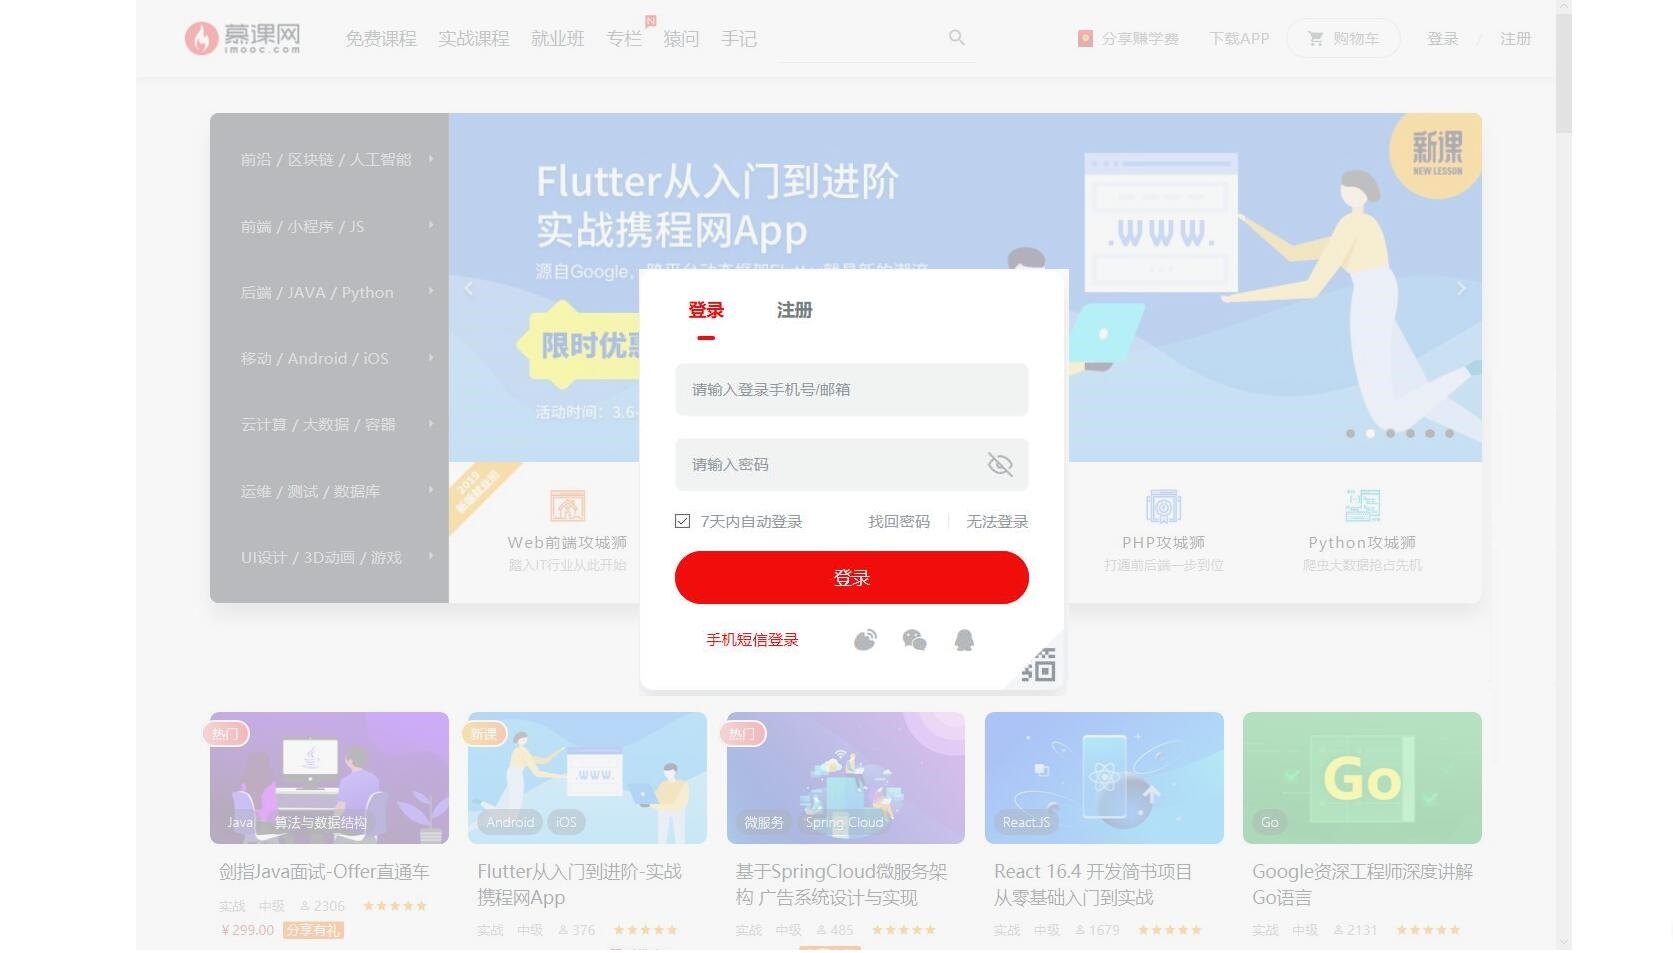 慕课网
imooc.com
免费课程 实战课程 就业班 专栏 N 猿问 手记
分享赚学费 下载APP 购物车 登录 / 注册
前沿 / 区块链 / 人工智能
前端 / 小程序 / JS
后端 / JAVA / Python
移动 / Android / iOS
云计算 / 大数据 / 容器
运维 / 测试 / 数据库
UI设计 / 3D动画 / 游戏
Flutter从入门到进阶
实战携程网App
源自Google,
限时优惠
活动时间：3.6-
新课
NEW LESSON
.WWW.
登录 注册
请输入登录手机号/邮箱
请输入密码
7天内自动登录 找回密码 无法登录
登录
手机短信登录
2019
Web前端攻城狮
踏入IT行业从此开始
PHP攻城狮
打通前后端一步到位
Python攻城狮
爬虫大数据抢占先机
热门
Java 算法与数据结构
剑指Java面试-Offer直通车
实战 中级 2306 ★★★★★
￥299.00 分享有礼
新课
.WWW.
Android iOS
Flutter从入门到进阶-实战
携程网App
实战 中级 376 ★★★★★
热门
微服务 Spring Cloud
基于SpringCloud微服务架
构 广告系统设计与实现
实战 中级 485 ★★★★★
React.JS
React 16.4 开发简书项目
从零基础入门到实战
实战 中级 1679 ★★★★★
Go
Go
Google资深工程师深度讲解
Go语言
实战 中级 2131 ★★★★★